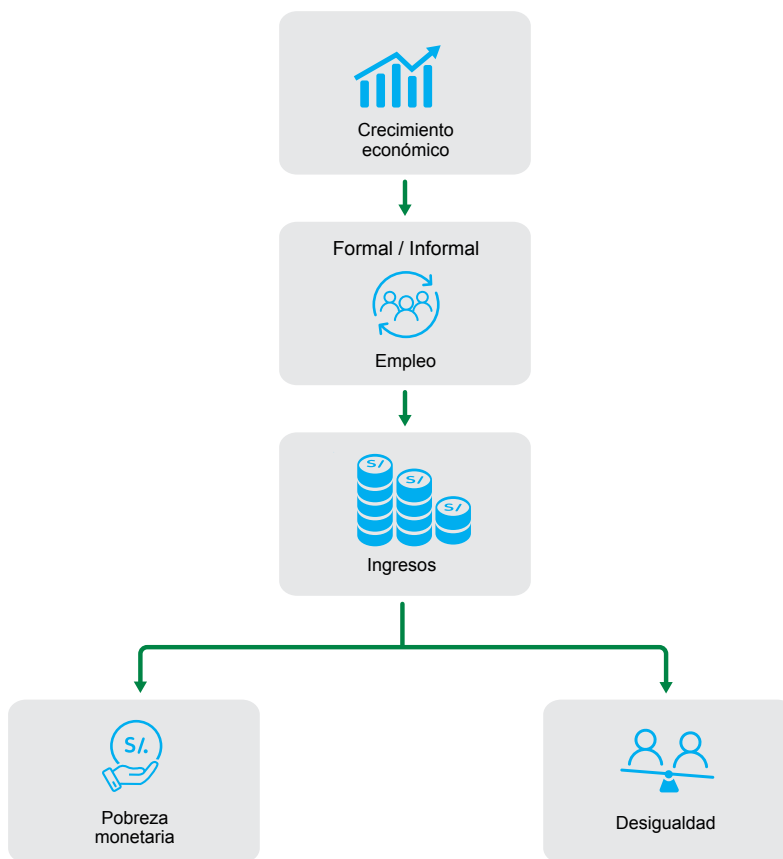 Crecimiento
económico
Formal / Informal
Empleo
S/
S/
S/
Ingresos
S/.
Pobreza
monetaria
Desigualdad